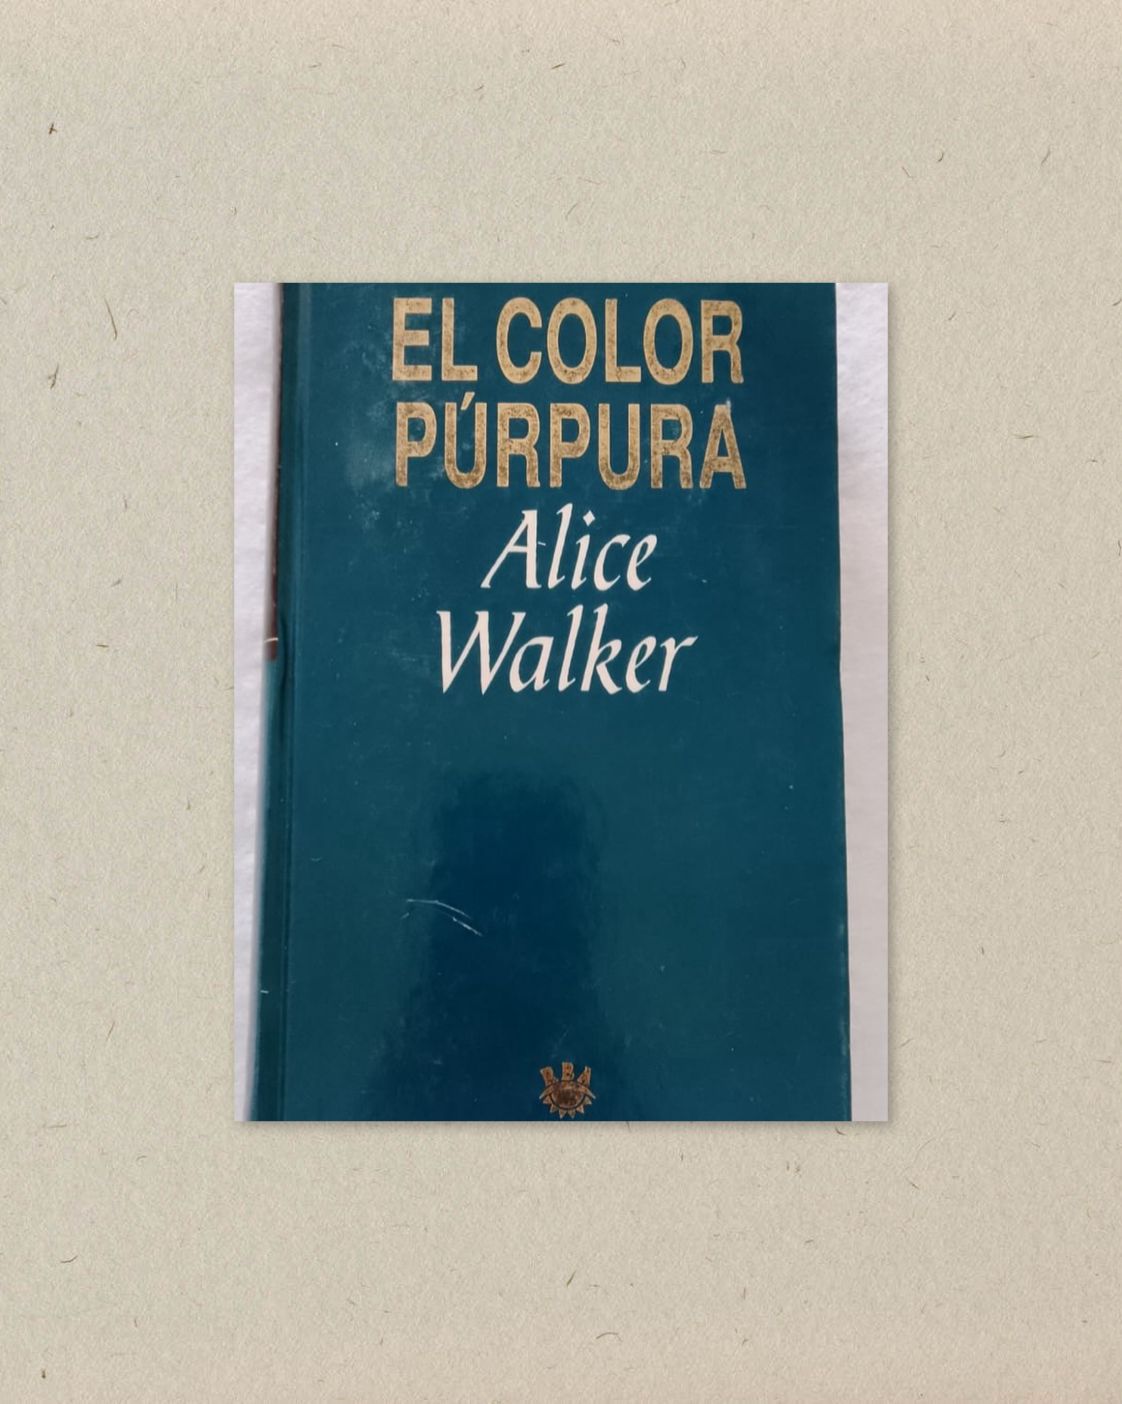 EL COLOR
PÚRPURA
Alice
Walker
RBA